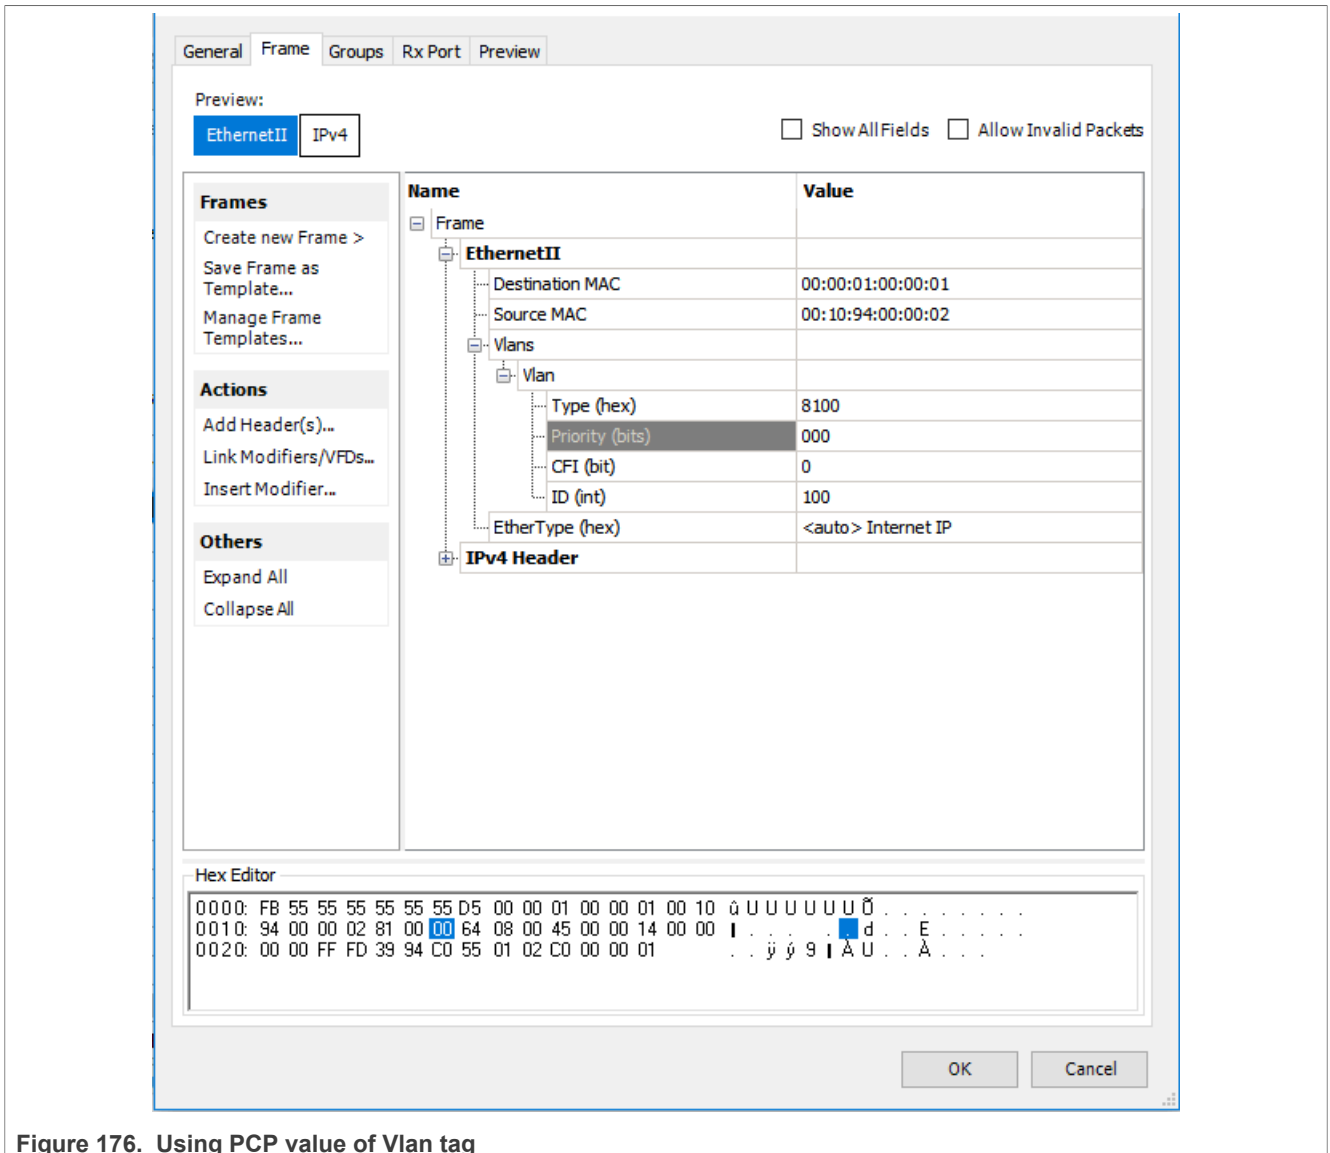 General Frame Groups Rx Port Preview
Preview:
EthernetII IPv4
Show All Fields Allow Invalid Packets
Frames
Create new Frame >
Save Frame as
Template...
Manage Frame
Templates...
Actions
Add Header(s)...
Link Modifiers/VFDs...
Insert Modifier...
Others
Expand All
Collapse All
Name Value
Frame
EthernetII
Destination MAC 00:00:01:00:00:01
Source MAC 00:10:94:00:00:02
Vlans
Vlan
Type (hex) 8100
Priority (bits) 000
CFI (bit) 0
ID (int) 100
EtherType (hex) <auto> Internet IP
IPv4 Header
Hex Editor
0000: FB 55 55 55 55 55 55 D5 00 00 01 00 00 01 00 10 û U U U U U U Õ . . . . . . . .
0010: 94 00 00 02 81 00 00 64 08 00 45 00 00 14 00 00 . . . . . d . . E . . . . .
0020: 00 00 FF FD 39 94 C0 55 01 02 C0 00 00 01 . . ÿ ý 9 À U . . À . . .
OK Cancel
Figure 176. Using PCP value of Vlan tag